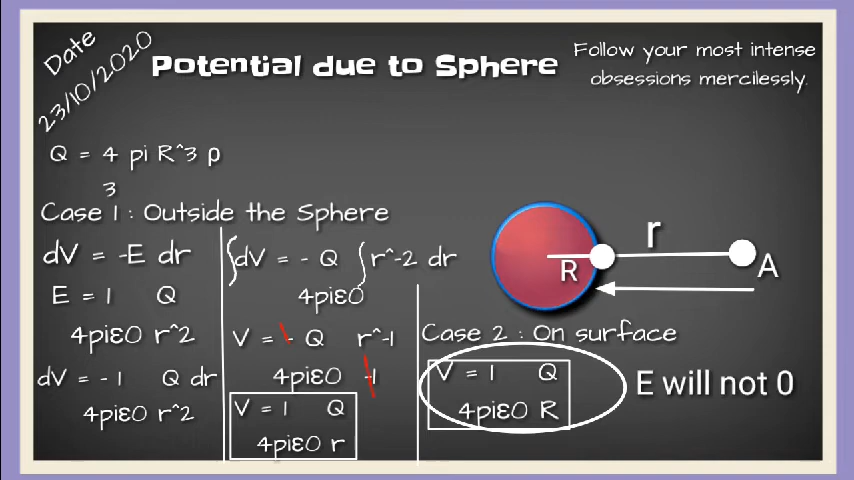 Date
23/10/2020
Potential due to Sphere
Follow your most intense
obsessions mercilessly.
Q = 4 pi R^3 p
3
Case 1 : Outside the Sphere
dV = -E dr
E = 1 Q
4piε0 r^2
dV = - 1 Q dr
4piε0 r^2
∫dV = - Q ∫r^-2 dr
4piε0
V = - Q r^-1
4piε0 -1
V = 1 Q
4piε0 r
r
R
A
Case 2 : On surface
V = 1 Q
4piε0 R
E will not 0